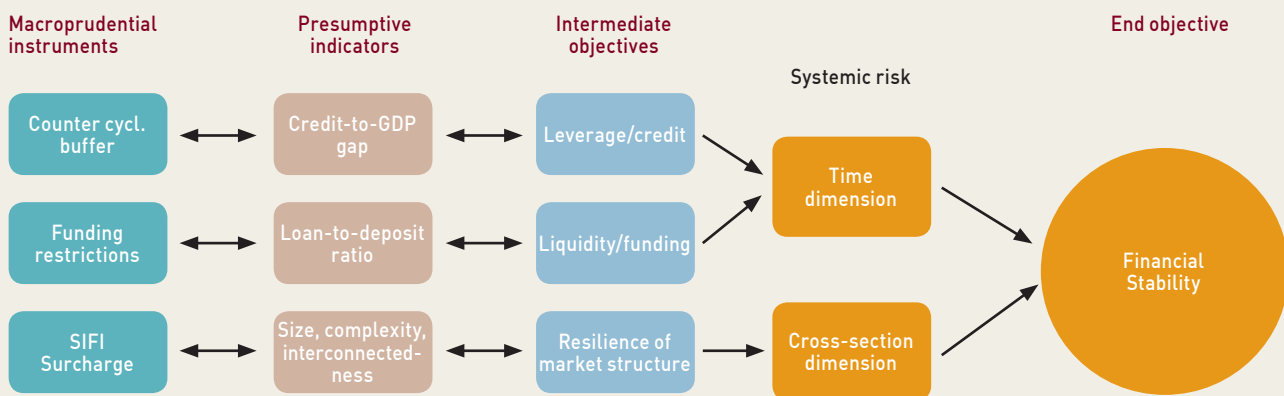 Macroprudential
instruments
Presumptive
indicators
Intermediate
objectives
End objective
Systemic risk
Counter cycl.
buffer
Credit-to-GDP
gap
Leverage/credit
Time
dimension
Funding
restrictions
Loan-to-deposit
ratio
Liquidity/funding
Financial
Stability
SIFI
Surcharge
Size, complexity,
interconnected-
ness
Resilience of
market structure
Cross-section
dimension